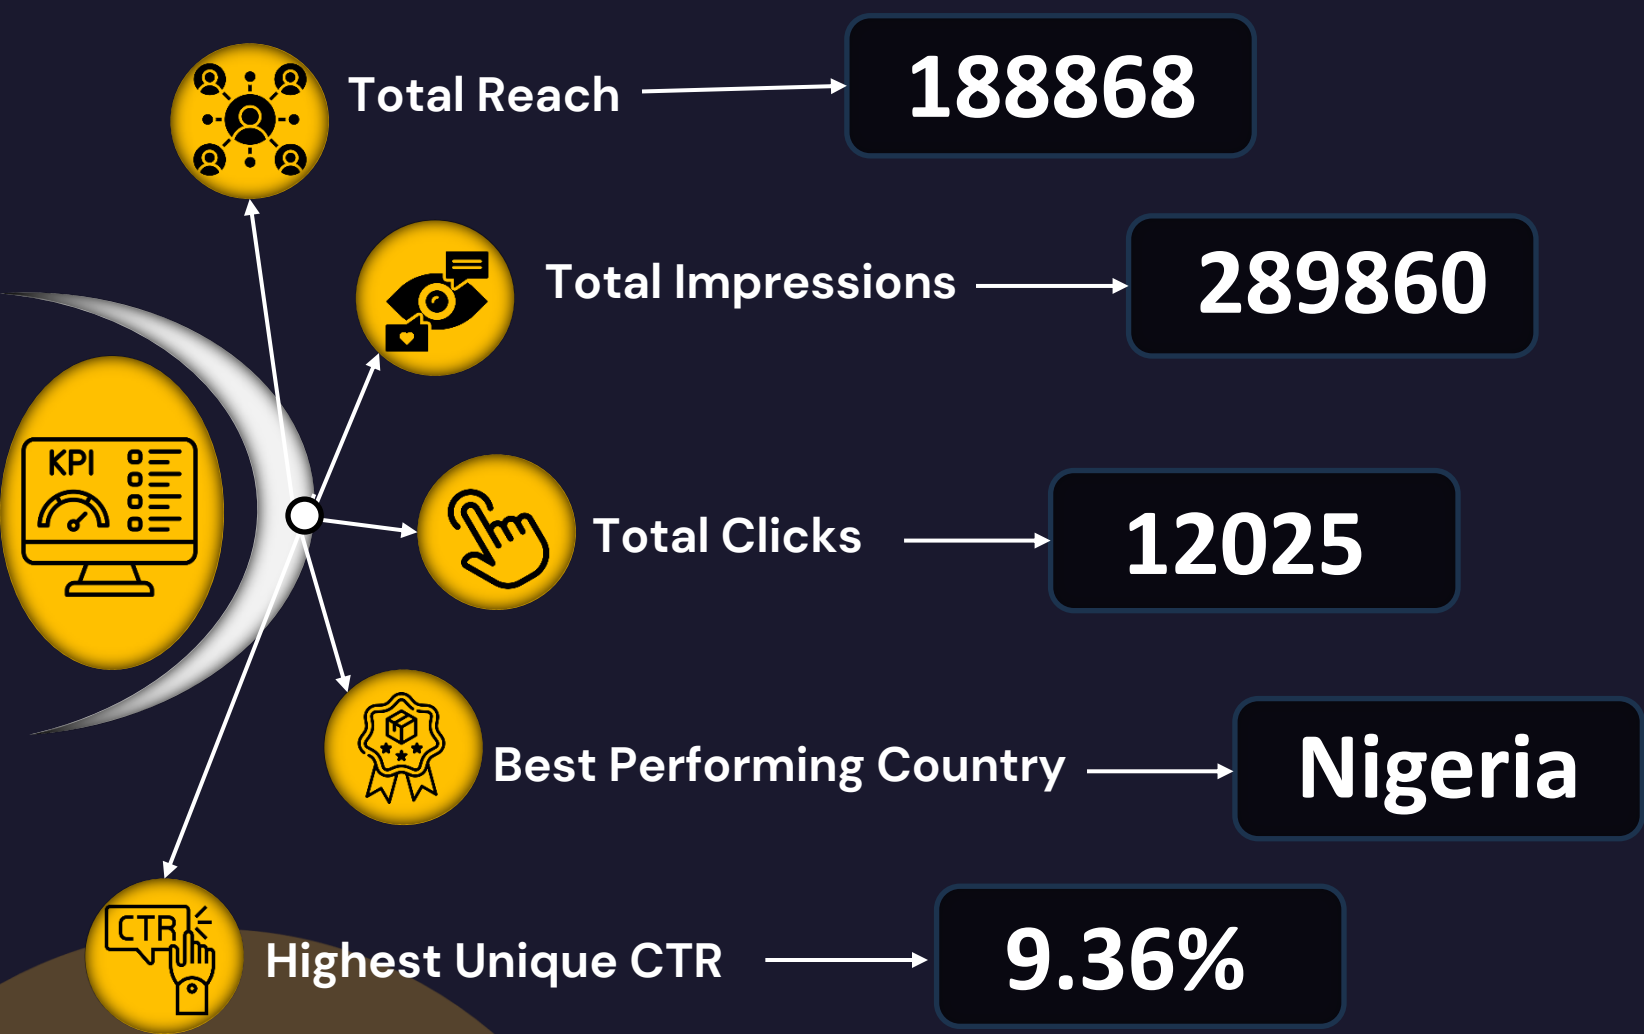 Total Reach
188868
Total Impressions
289860
KPI
Total Clicks
12025
Best Performing Country
Nigeria
CTR
Highest Unique CTR
9.36%